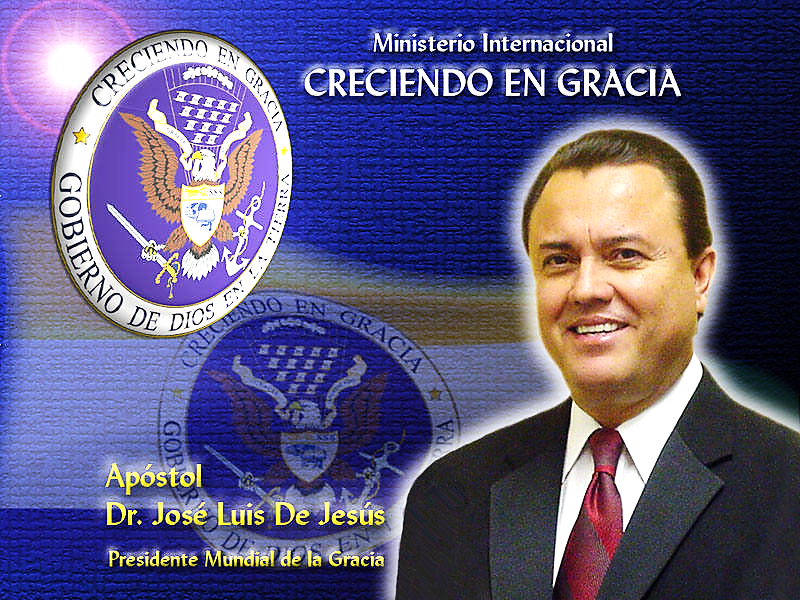 Ministerio Internacional
CRECIENDO EN GRACIA
CRECIENDO EN GRACIA
GOBIERNO DE DIOS EN LA TIERRA
SSS
CRECIENDO EN GRACIA
GOBIERNO DE DIOS EN LA TIERRA
Apóstol
Dr. José Luis De Jesús
Presidente Mundial de la Gracia